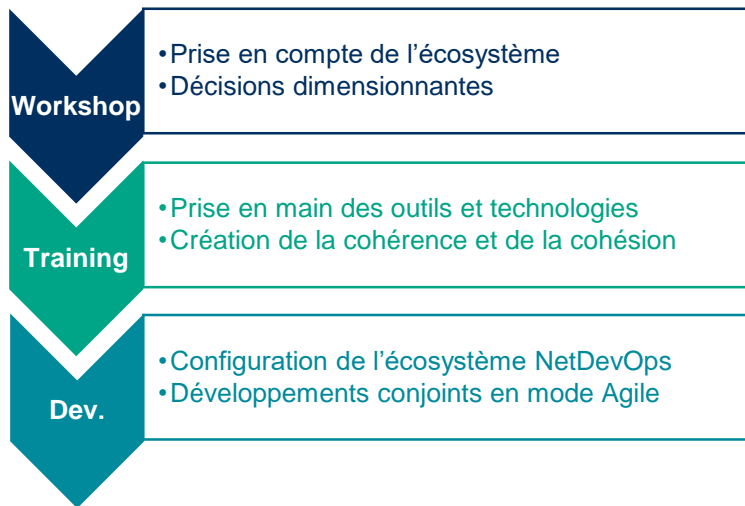 Workshop
•Prise en compte de l’écosystème
•Décisions dimensionnantes
Training
•Prise en main des outils et technologies
•Création de la cohérence et de la cohésion
Dev.
•Configuration de l’écosystème NetDevOps
•Développements conjoints en mode Agile